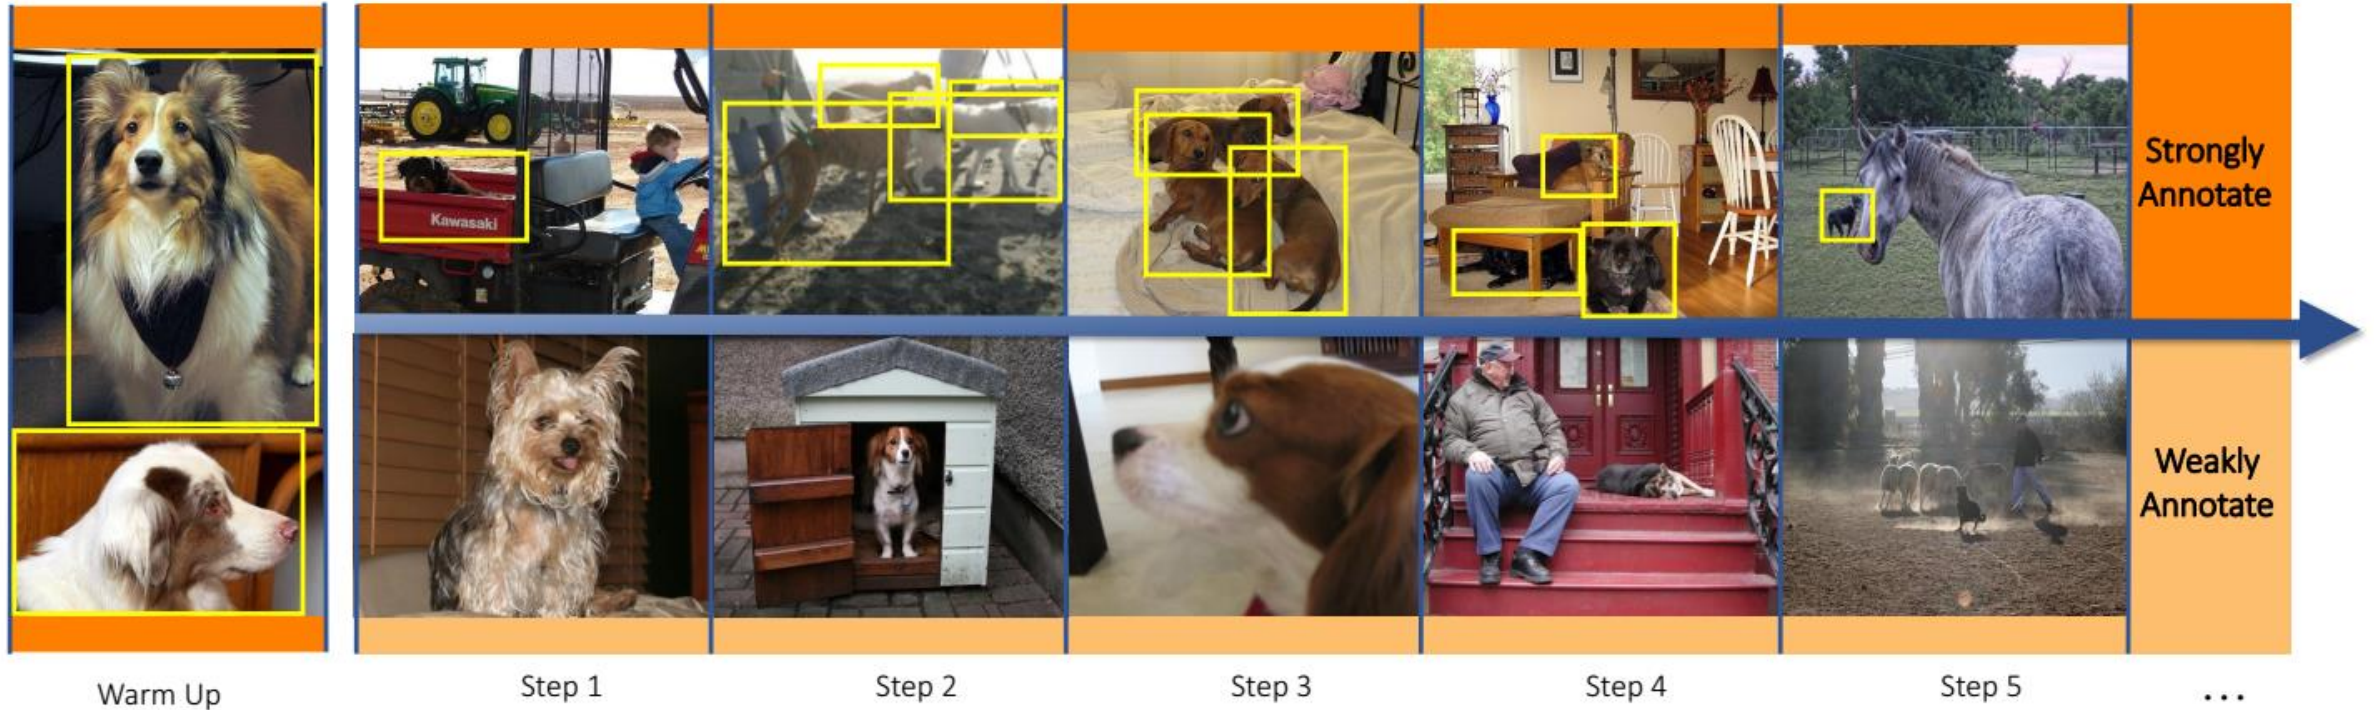 Kawasaki
Strongly
Annotate
Weakly
Annotate
Warm Up
Step 1
Step 2
Step 3
Step 4
Step 5
...